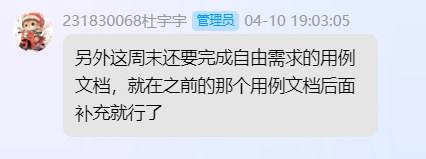 231830068杜宇宇 管理员 04-10 19:03:05
另外这周末还要完成自由需求的用例
文档，就在之前的那个用例文档后面
补充就行了